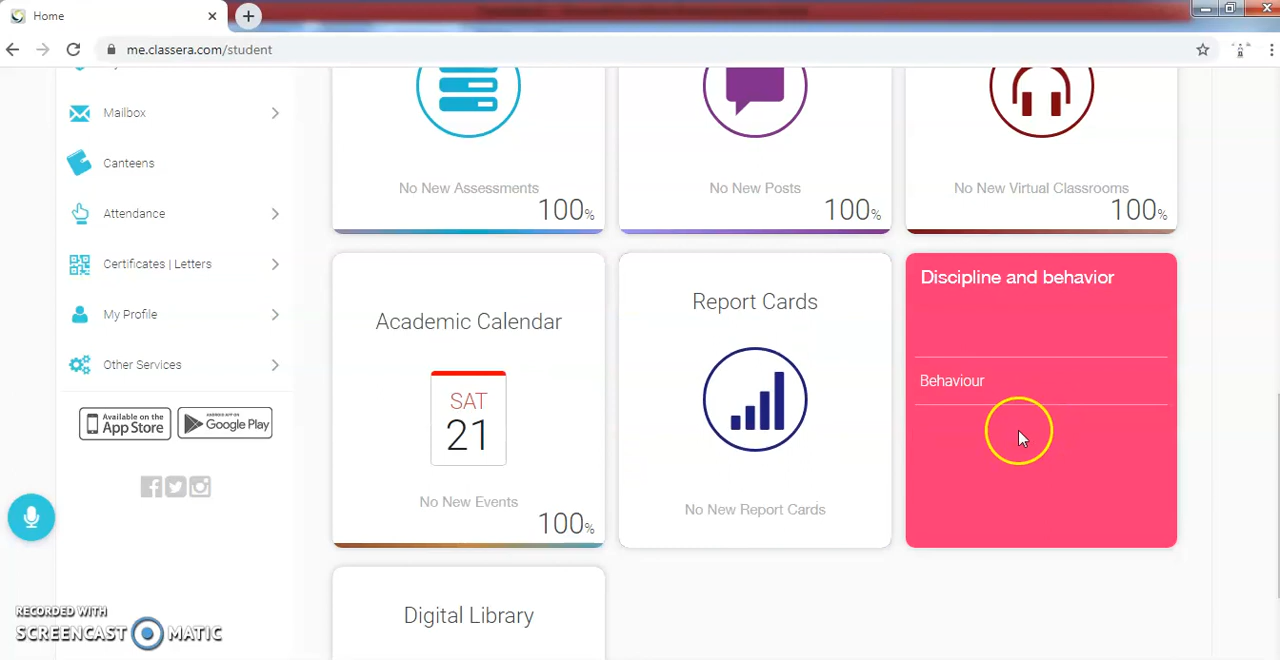 Home
me.classera.com/student
Mailbox
Canteens
Attendance
Certificates | Letters
My Profile
Other Services
Available on the
App Store
ANDROID APP ON
Google Play
No New Assessments
100%
No New Posts
100%
No New Virtual Classrooms
100%
Academic Calendar
SAT
21
No New Events
100%
Report Cards
No New Report Cards
Discipline and behavior
Behaviour
Digital Library
RECORDED WITH
SCREENCAST MATIC